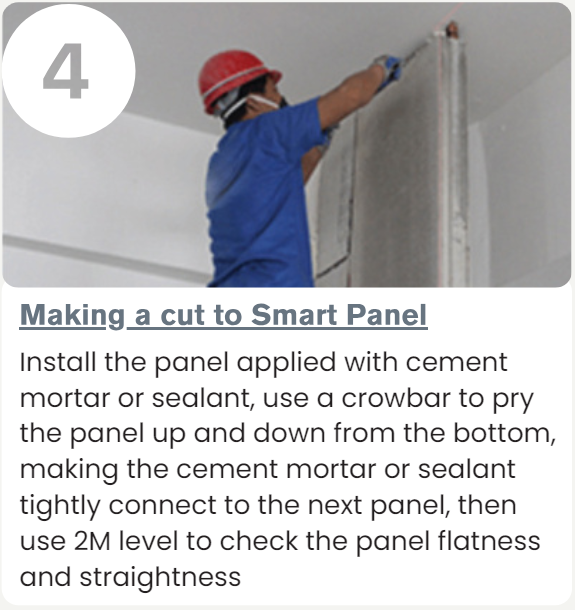 4
Making a cut to Smart Panel
Install the panel applied with cement
mortar or sealant, use a crowbar to pry
the panel up and down from the bottom,
making the cement mortar or sealant
tightly connect to the next panel, then
use 2M level to check the panel flatness
and straightness